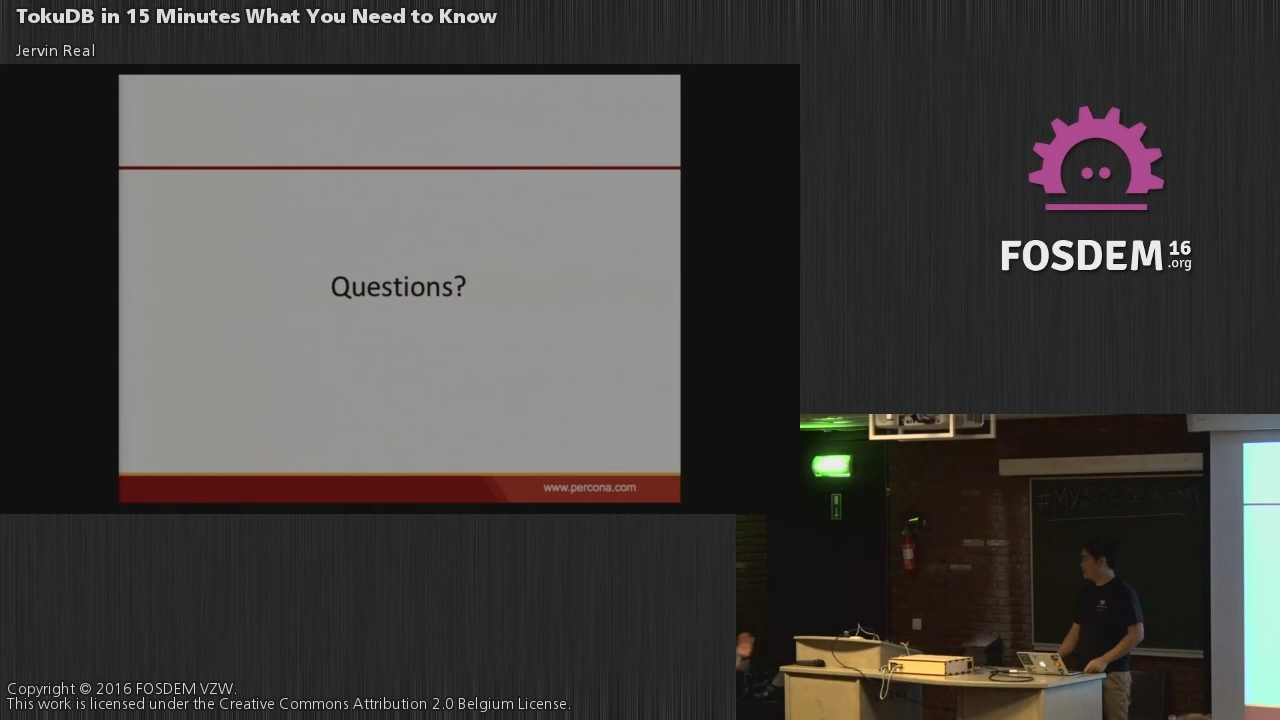 TokuDB in 15 Minutes What You Need to Know
Jervin Real
Questions?
www.percona.com
FOSDEM 16
.org
Copyright © 2016 FOSDEM VZW.
This work is licensed under the Creative Commons Attribution 2.0 Belgium License.